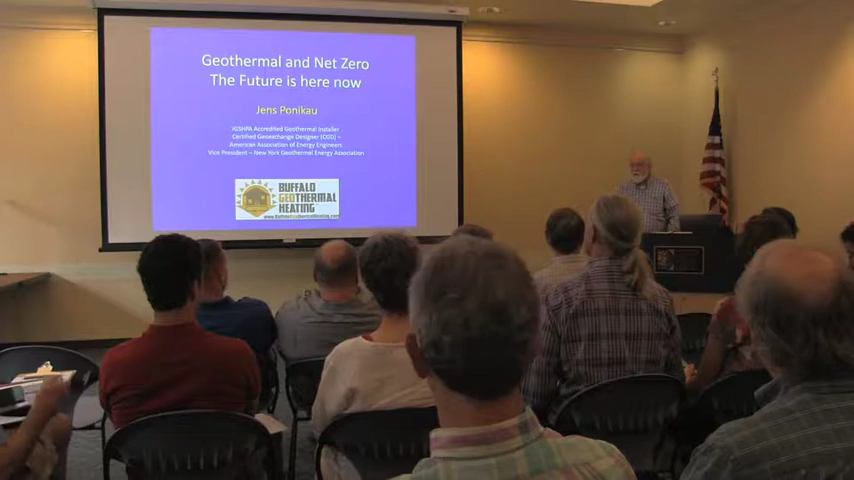 Geothermal and Net Zero
The Future is here now
Jens Ponikau
IGSHPA Accredited Geothermal Installer
Certified Geoexchange Designer (CGD) –
American Association of Energy Engineers
Vice President – New York Geothermal Energy Association
BUFFALO
GEOTHERMAL
HEATING